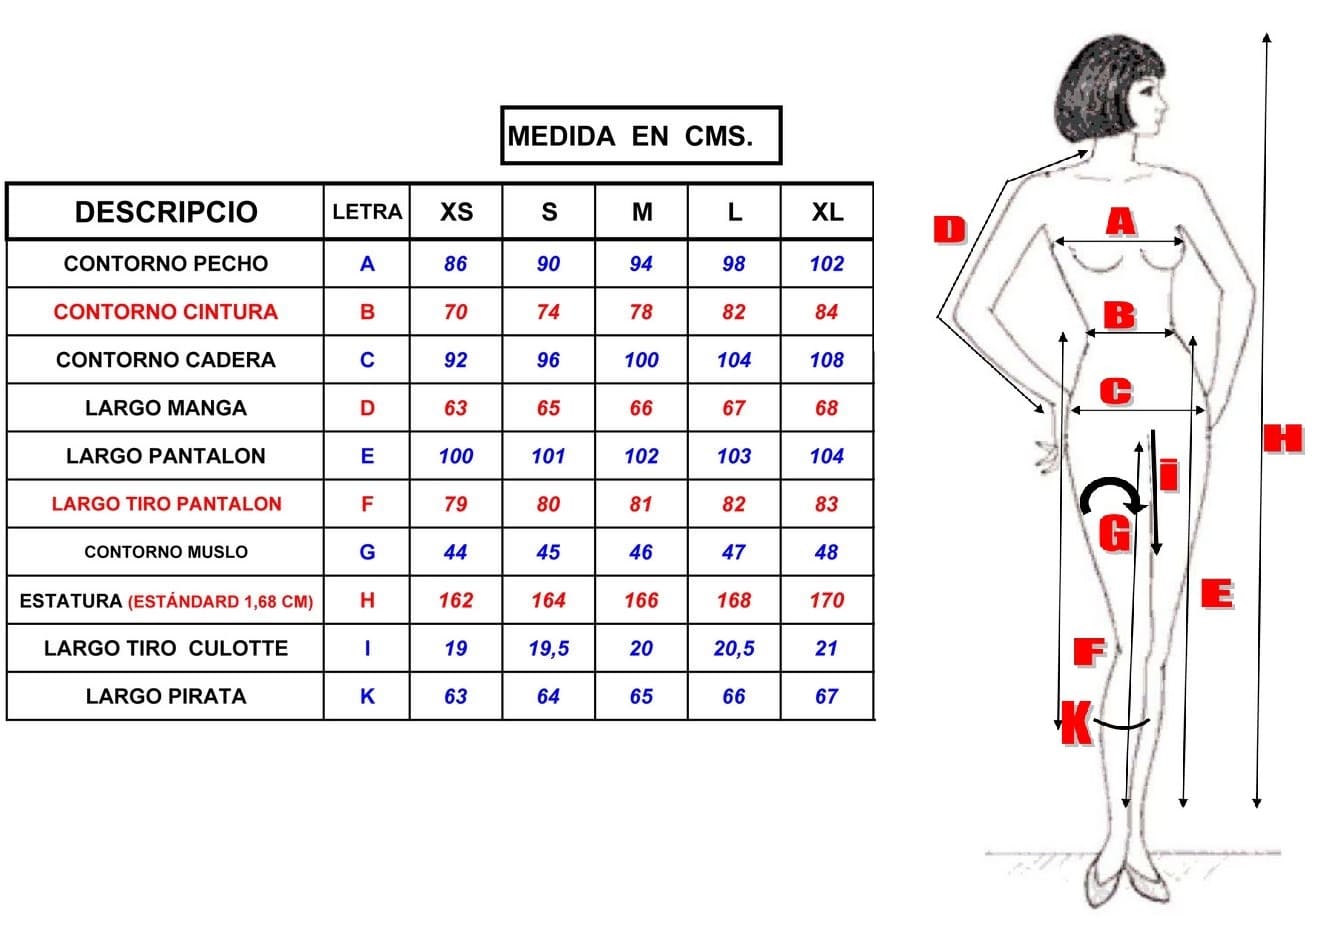 MEDIDA EN CMS.
DESCRIPCIO LETRA XS S M L XL
CONTORNO PECHO A 86 90 94 98 102
CONTORNO CINTURA B 70 74 78 82 84
CONTORNO CADERA C 92 96 100 104 108
LARGO MANGA D 63 65 66 67 68
LARGO PANTALON E 100 101 102 103 104
LARGO TIRO PANTALON F 79 80 81 82 83
CONTORNO MUSLO G 44 45 46 47 48
ESTATURA (ESTÁNDARD 1,68 CM) H 162 164 166 168 170
LARGO TIRO CULOTTE I 19 19,5 20 20,5 21
LARGO PIRATA K 63 64 65 66 67
A
D
B
C
H
i
G
E
F
K